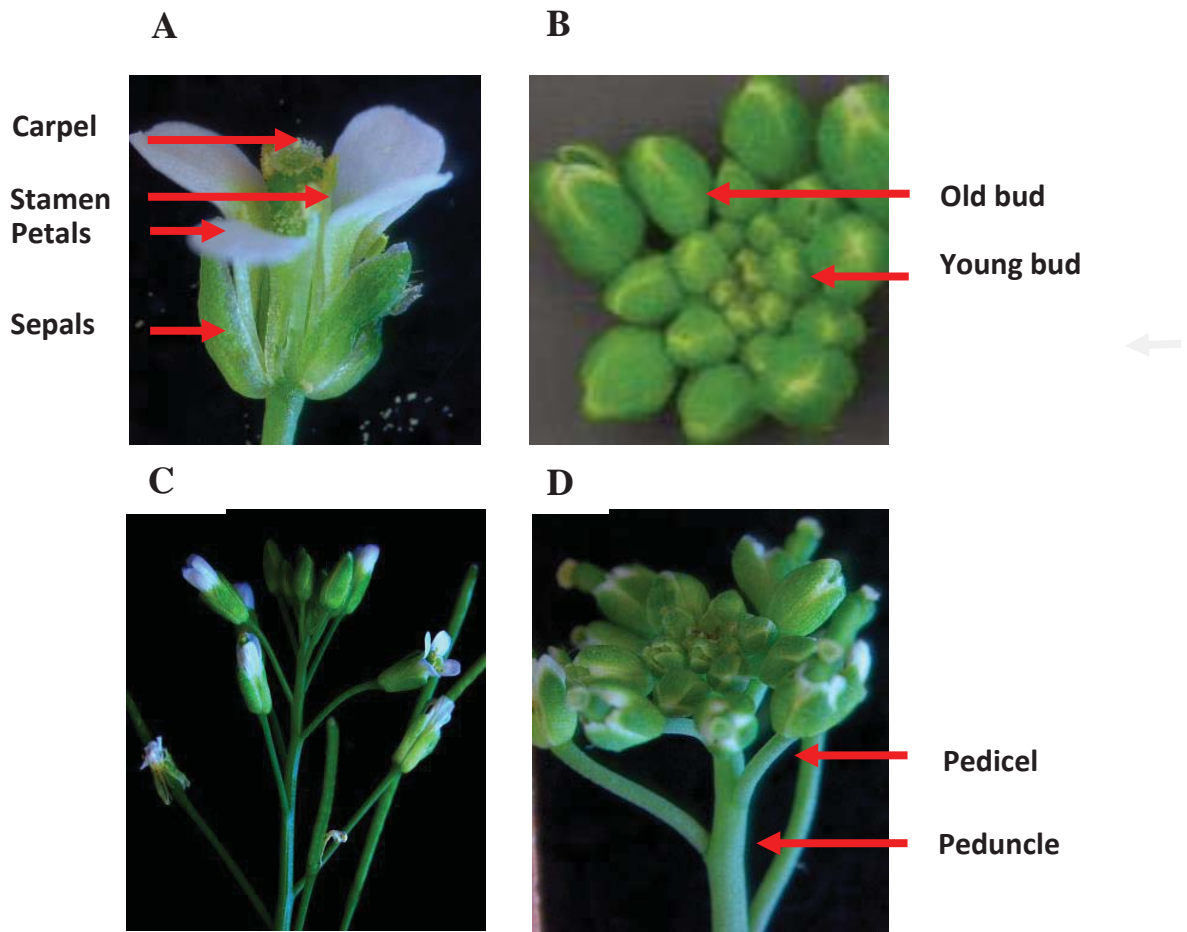 A
B
Carpel
Stamen
Petals
Sepals
Old bud
Young bud
C
D
Pedicel
Peduncle